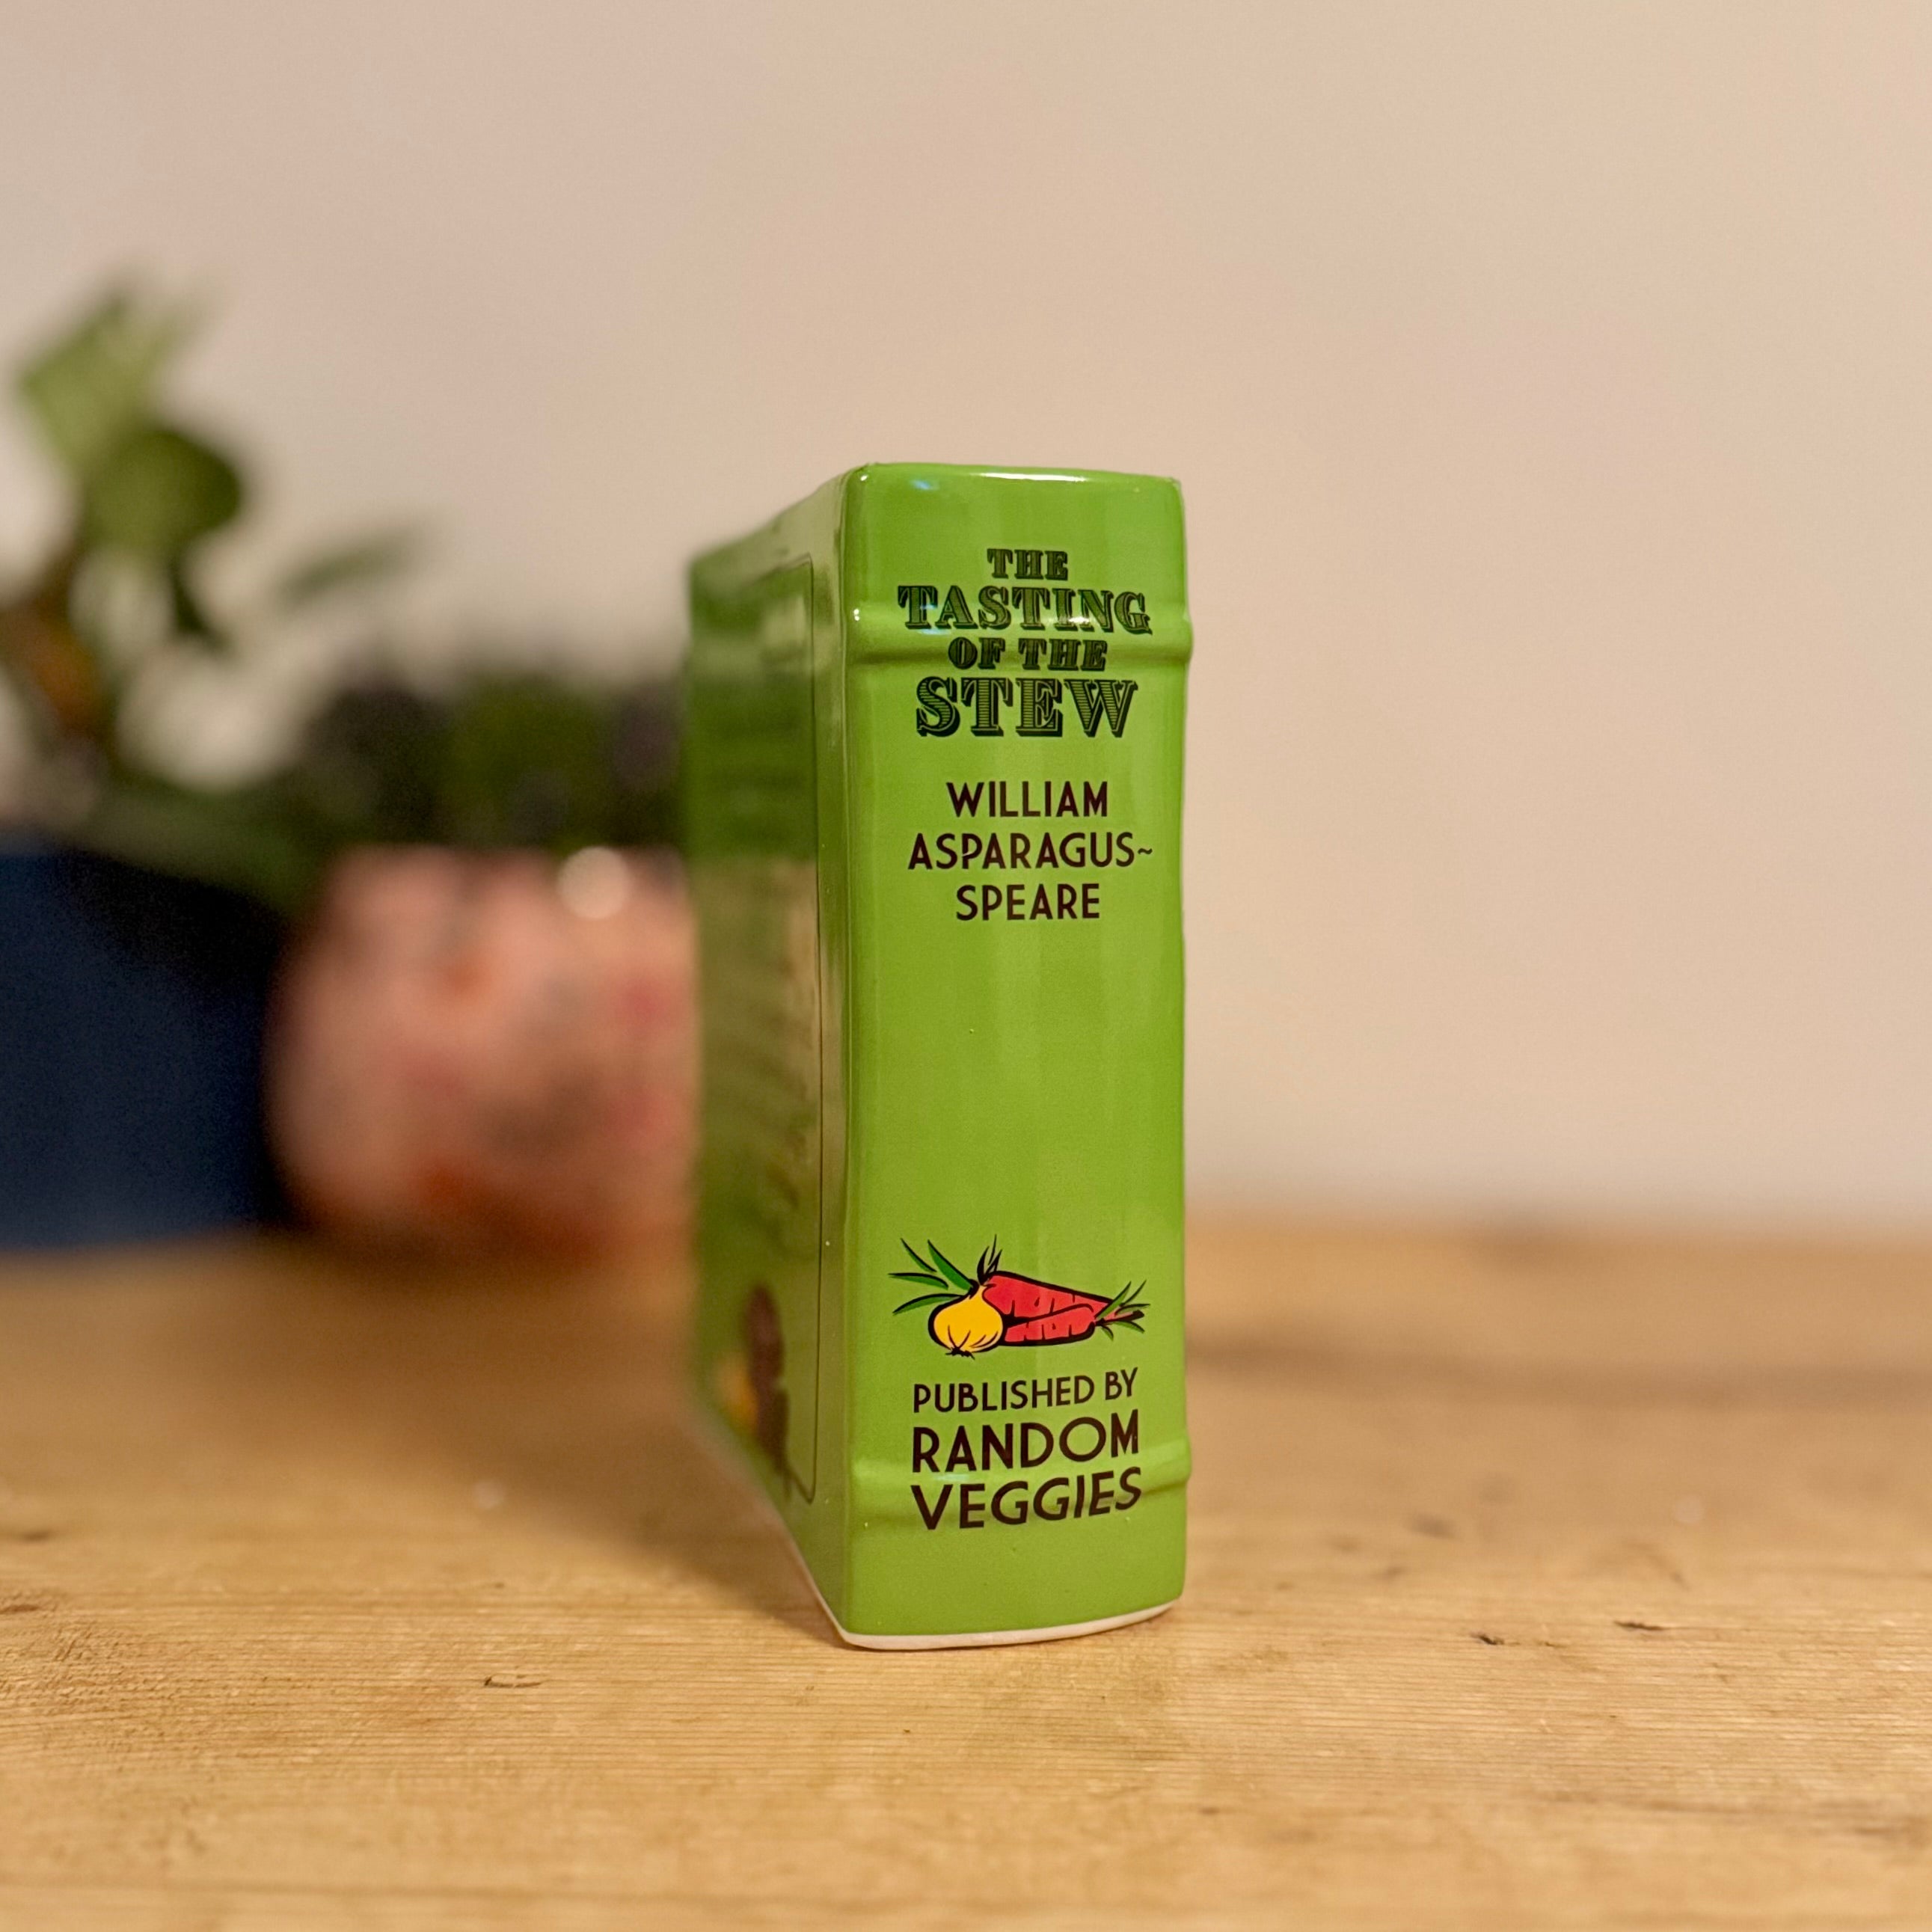 THE
TASTING
OF THE
STEW
WILLIAM
ASPARAGUS~
SPEARE
PUBLISHED BY
RANDOM
VEGGIES